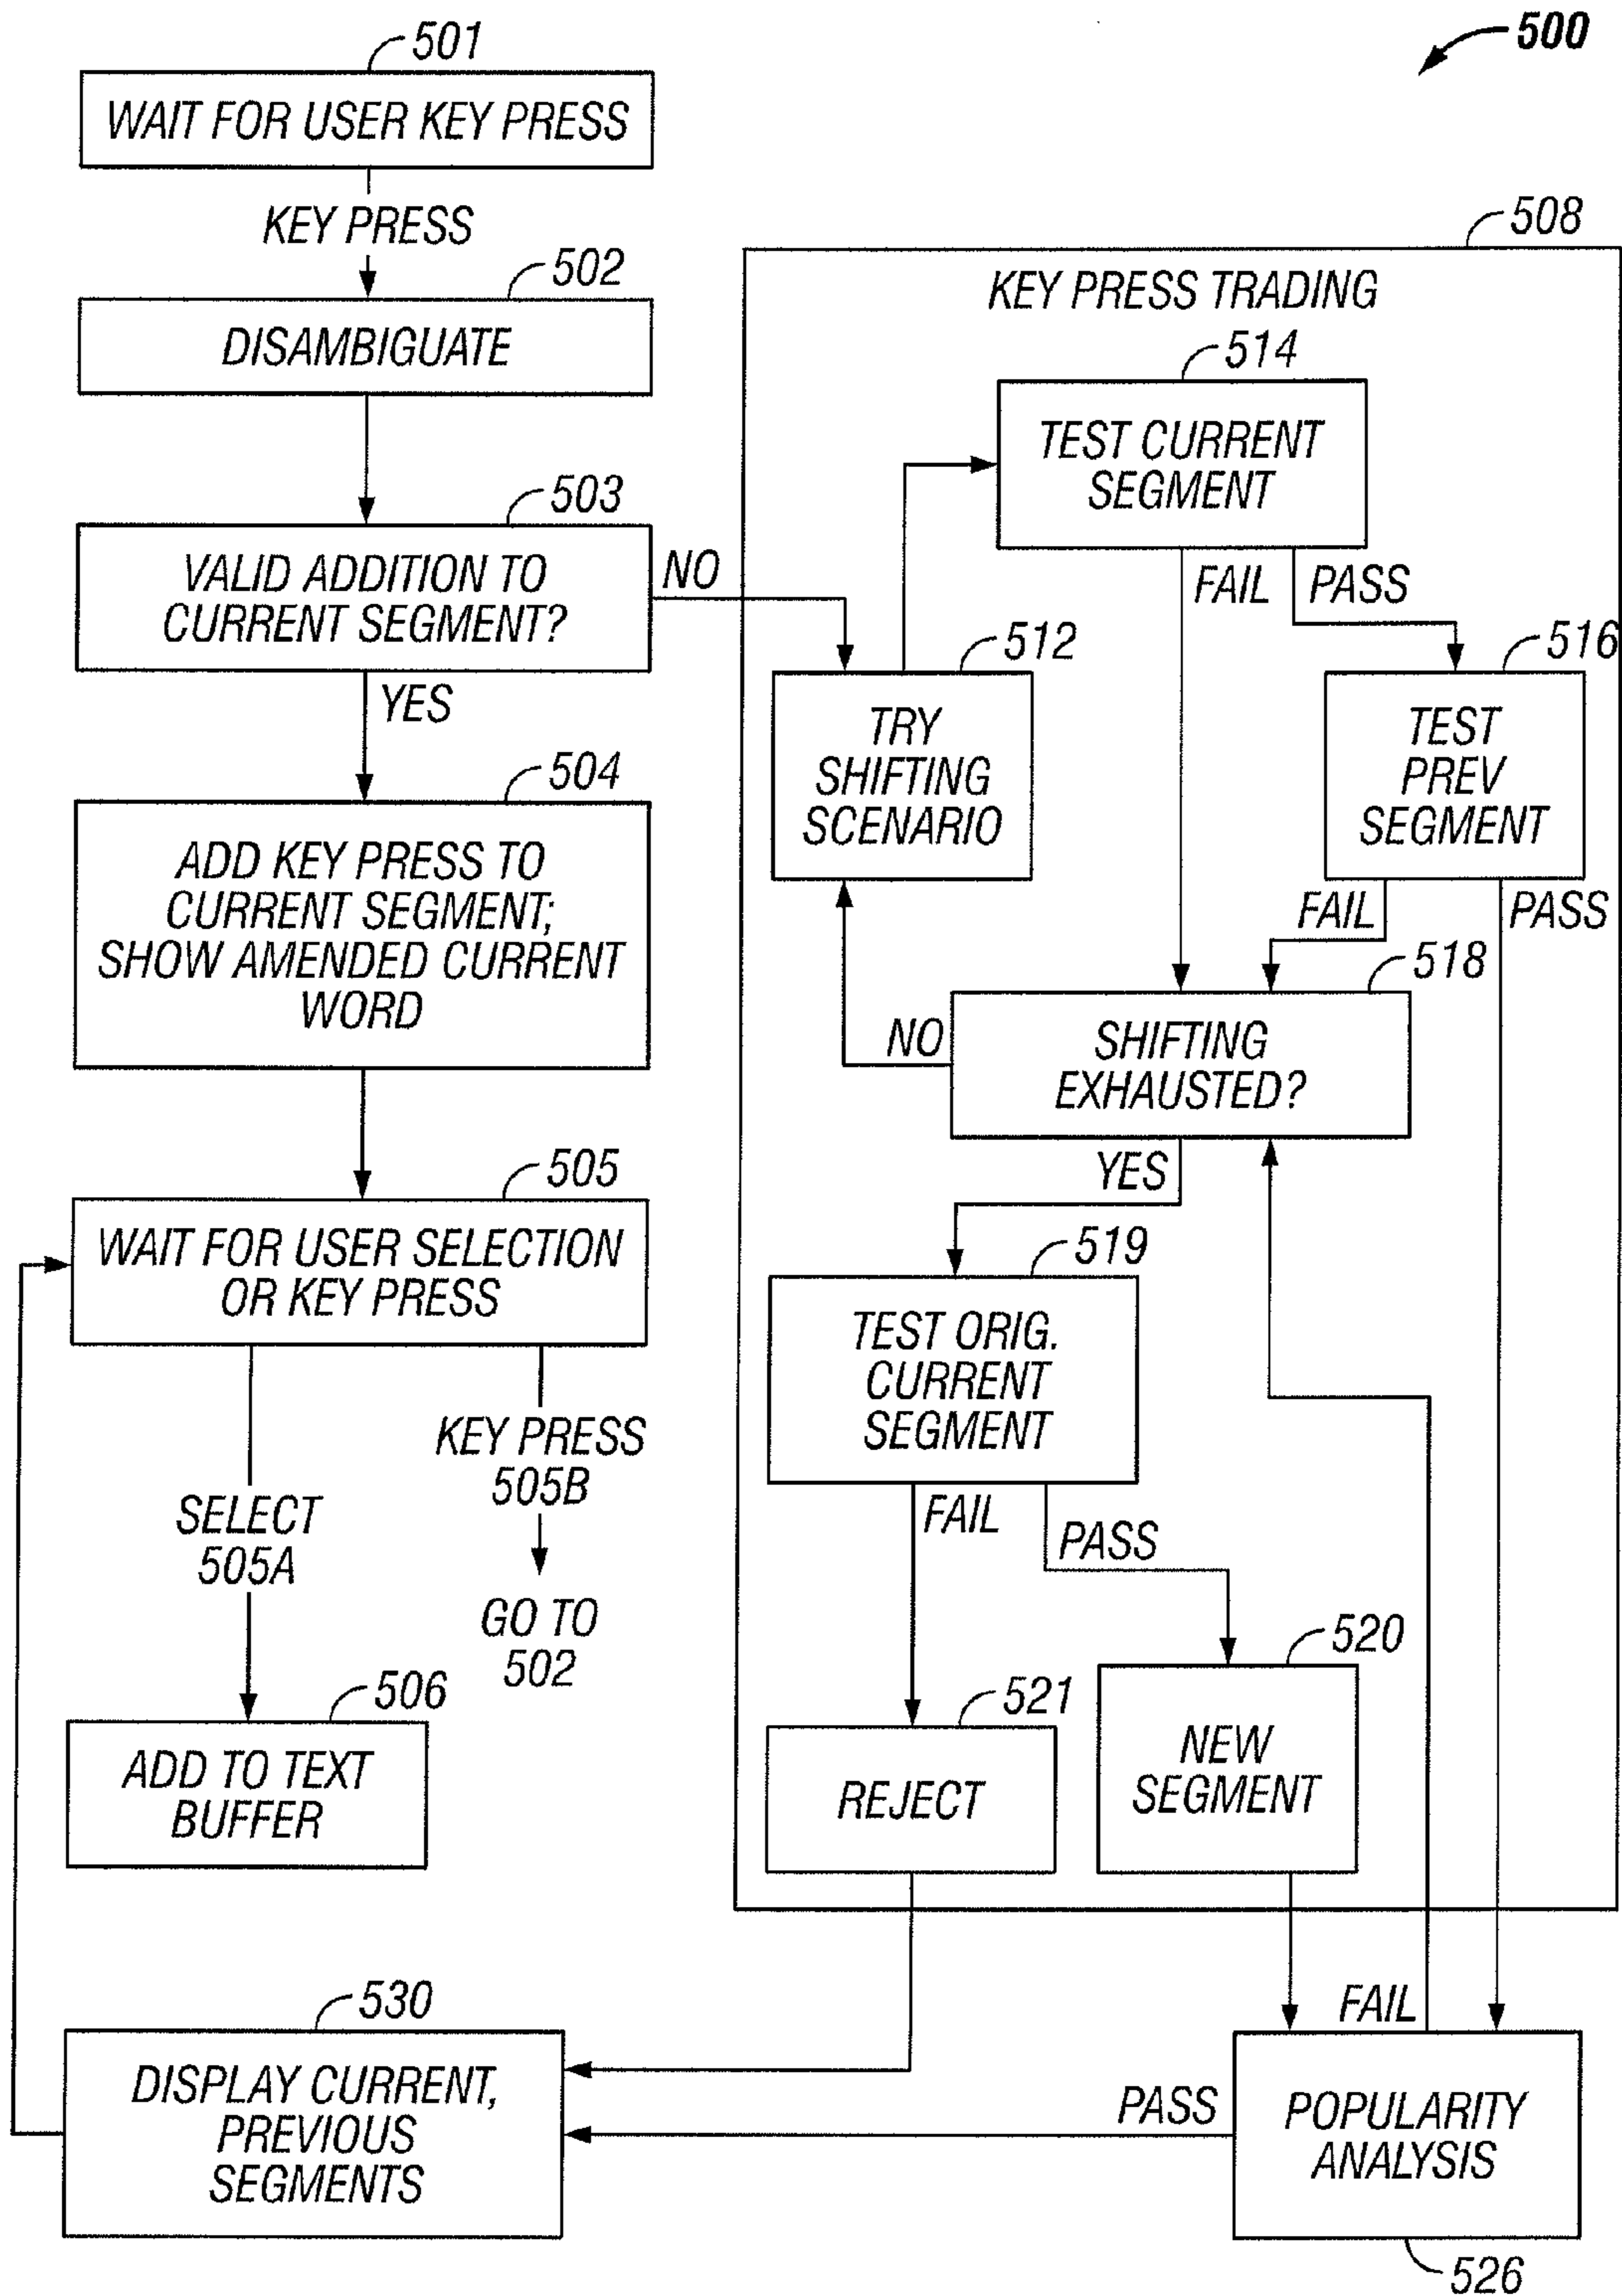 500
501
WAIT FOR USER KEY PRESS
KEY PRESS
502
DISAMBIGUATE
503
VALID ADDITION TO
CURRENT SEGMENT?
NO
YES
504
ADD KEY PRESS TO
CURRENT SEGMENT;
SHOW AMENDED CURRENT
WORD
505
WAIT FOR USER SELECTION
OR KEY PRESS
SELECT
505A
KEY PRESS
505B
GO TO
502
506
ADD TO TEXT
BUFFER
508
KEY PRESS TRADING
514
TEST CURRENT
SEGMENT
FAIL
PASS
512
TRY
SHIFTING
SCENARIO
516
TEST
PREV
SEGMENT
FAIL
PASS
518
SHIFTING
EXHAUSTED?
NO
YES
519
TEST ORIG.
CURRENT
SEGMENT
FAIL
PASS
521
REJECT
520
NEW
SEGMENT
530
DISPLAY CURRENT,
PREVIOUS
SEGMENTS
PASS
FAIL
POPULARITY
ANALYSIS
526